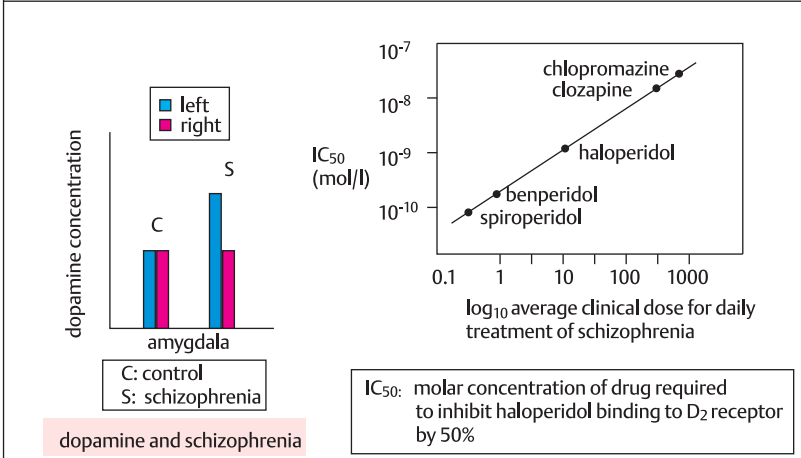 left
right
dopamine concentration
C
S
amygdala
C: control
S: schizophrenia
dopamine and schizophrenia
IC50
(mol/l)
10-7
10-8
10-9
10-10
chlopromazine
clozapine
haloperidol
benperidol
spiroperidol
0.1 1 10 100 1000
log10 average clinical dose for daily
treatment of schizophrenia
IC50: molar concentration of drug required
to inhibit haloperidol binding to D2 receptor
by 50%